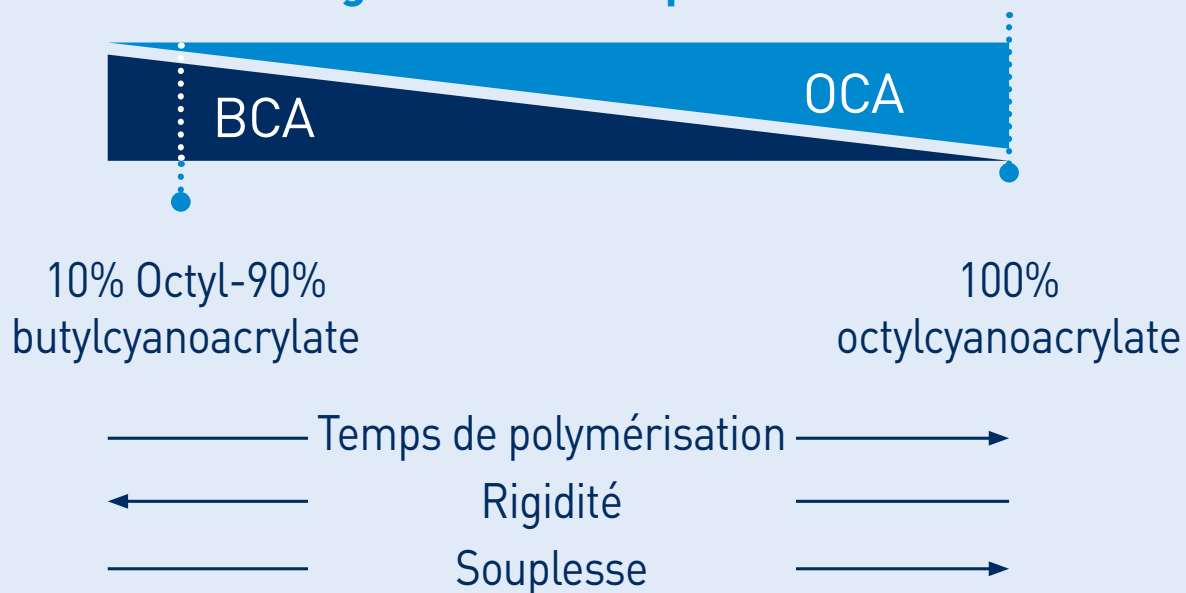 BCA
OCA
10% Octyl-90%
butylcyanoacrylate
100%
octylcyanoacrylate
Temps de polymérisation
Rigidité
Souplesse